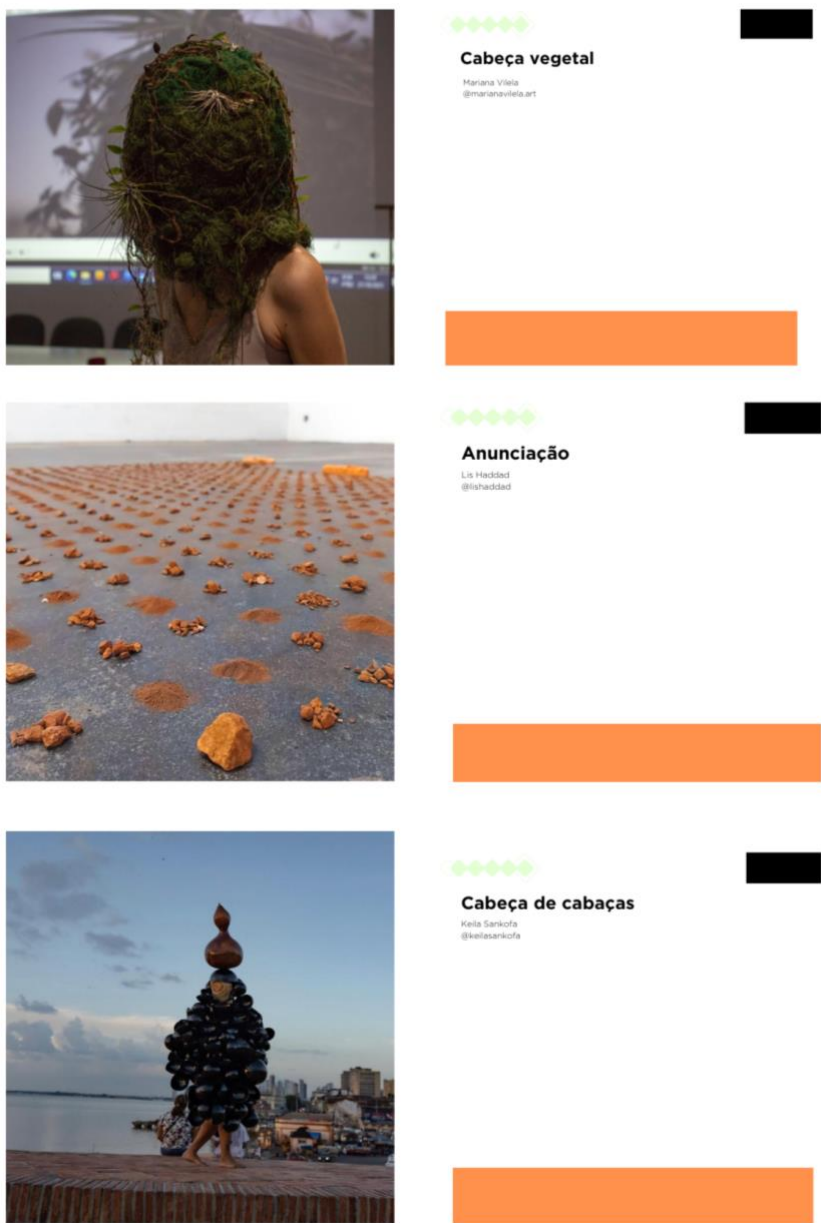 Cabeça vegetal
Mariana Vilela
@marianavilela.art
Anunciação
Lis Haddad
@lishaddad
Cabeça de cabaças
Keila Sankofa
@keilasankofa